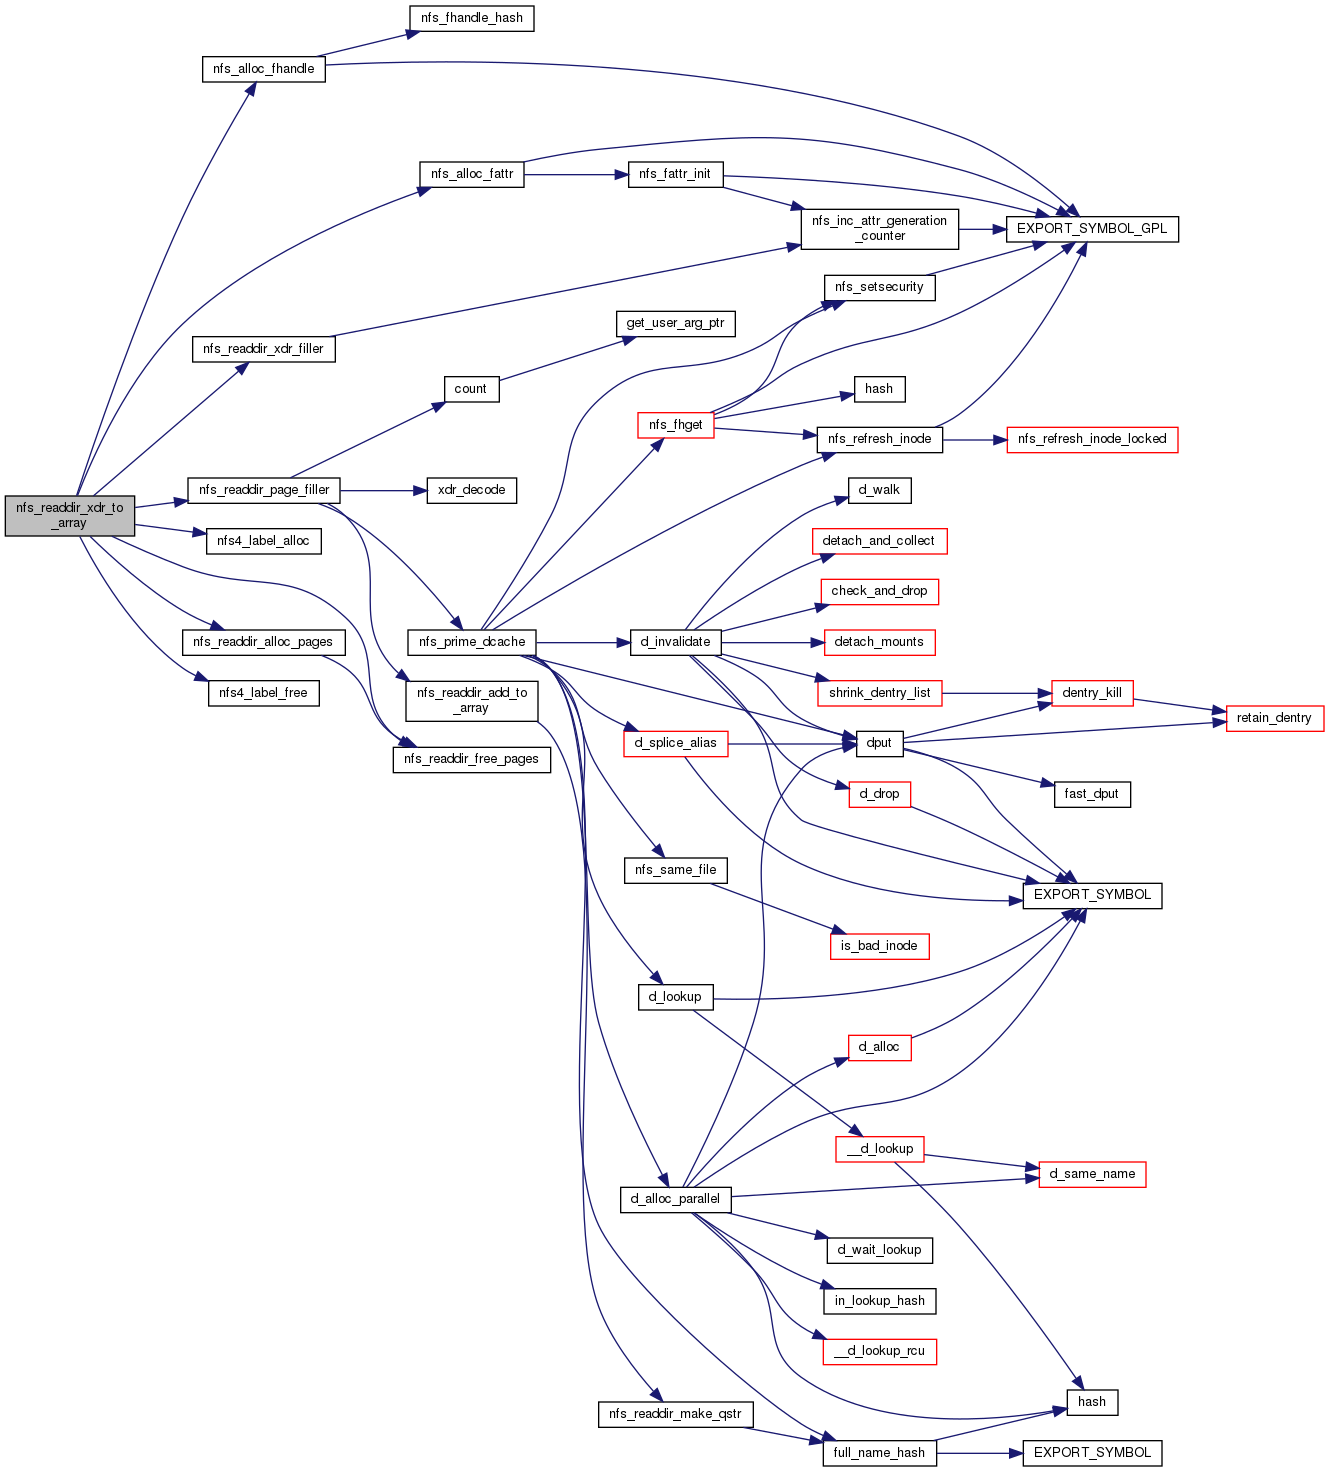 nfs_fhandle_hash
nfs_alloc_fhandle
nfs_alloc_fattr
nfs_fattr_init
nfs_inc_attr_generation
_counter
EXPORT_SYMBOL_GPL
nfs_setsecurity
get_user_arg_ptr
nfs_readdir_xdr_filler
count
hash
nfs_fhget
nfs_refresh_inode
nfs_refresh_inode_locked
nfs_readdir_page_filler
xdr_decode
d_walk
nfs_readdir_xdr_to
_array
nfs4_label_alloc
detach_and_collect
check_and_drop
nfs_readdir_alloc_pages
nfs_prime_dcache
d_invalidate
detach_mounts
nfs4_label_free
nfs_readdir_add_to
_array
shrink_dentry_list
dentry_kill
retain_dentry
nfs_readdir_free_pages
d_splice_alias
dput
d_drop
fast_dput
nfs_same_file
EXPORT_SYMBOL
is_bad_inode
d_lookup
d_alloc
__d_lookup
d_same_name
d_alloc_parallel
d_wait_lookup
in_lookup_hash
__d_lookup_rcu
hash
nfs_readdir_make_qstr
full_name_hash
EXPORT_SYMBOL